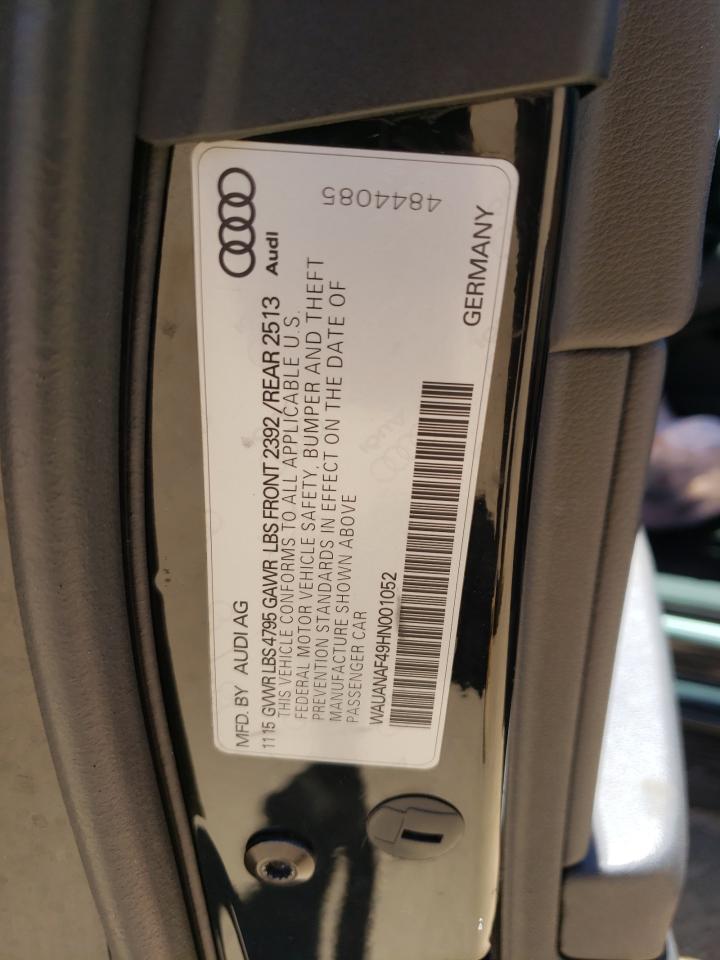 MFD. BY AUDI AG
Audi
11 15 GVWR LBS 4795 GAWR LBS FRONT 2392 /REAR 2513
THIS VEHICLE CONFORMS TO ALL APPLICABLE U.S.
FEDERAL MOTOR VEHICLE SAFETY, BUMPER AND THEFT
PREVENTION STANDARDS IN EFFECT ON THE DATE OF
MANUFACTURE SHOWN ABOVE
PASSENGER CAR
4844085
WAUANAF49HN001052
GERMANY